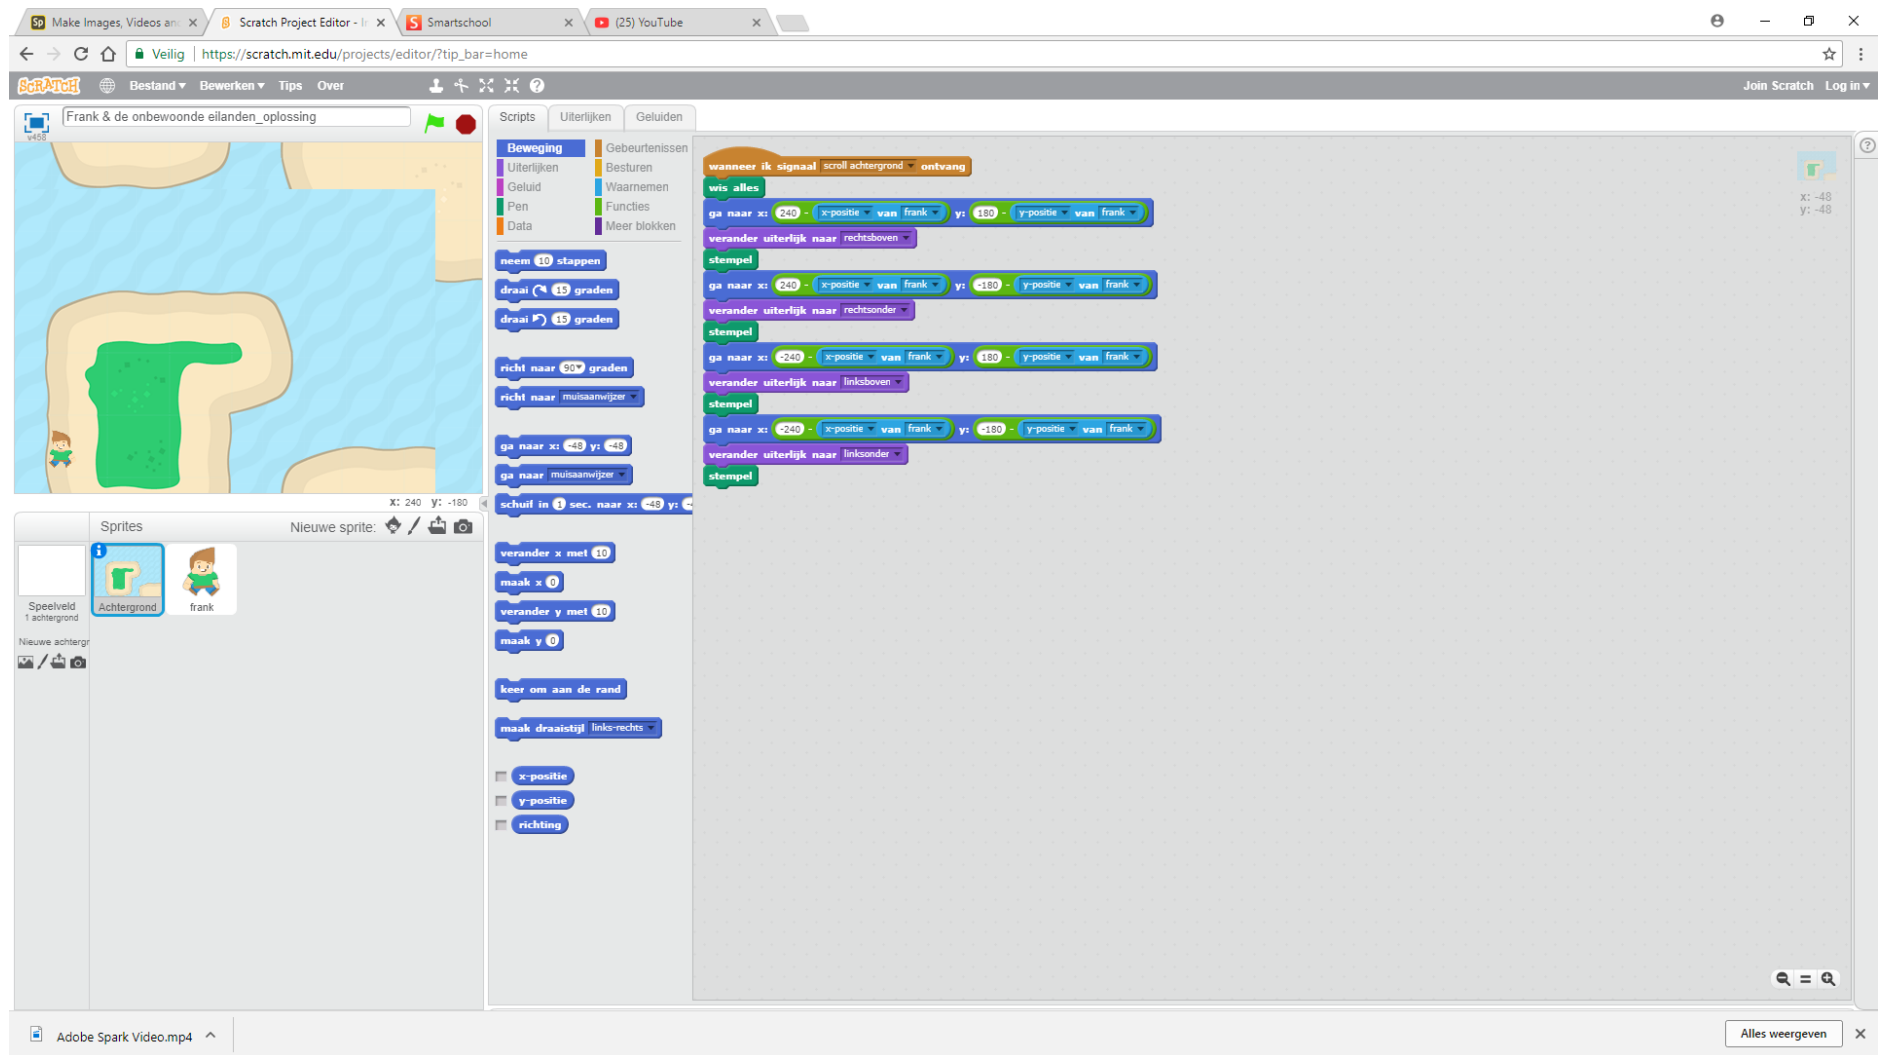 Make Images, Videos an
Scratch Project Editor - Ir
Smartschool
(25) YouTube
Veilig
https://scratch.mit.edu/projects/editor/?tip_bar=home
SCRATCH
Bestand
Bewerken
Tips
Over
Join Scratch
Log in
v458
Frank & de onbewoonde eilanden_oplossing
x: 240 y: -180
Sprites
Nieuwe sprite:
Speelveld
1 achtergrond
Nieuwe achtergr
Achtergrond
frank
Scripts
Uiterlijken
Geluiden
Beweging
Gebeurtenissen
Uiterlijken
Besturen
Geluid
Waarnemen
Pen
Functies
Data
Meer blokken
neem 10 stappen
draai 15 graden
draai 15 graden
richt naar 90 graden
richt naar muisaanwijzer
ga naar x: -48 y: -48
ga naar muisaanwijzer
schuif in 1 sec. naar x: -48 y:
verander x met 10
maak x 0
verander y met 10
maak y 0
keer om aan de rand
maak draaistijl links-rechts
x-positie
y-positie
richting
wanneer ik signaal scroll achtergrond ontvang
wis alles
ga naar x: 240 - x-positie van frank y: 180 - y-positie van frank
verander uiterlijk naar rechtsboven
stempel
ga naar x: 240 - x-positie van frank y: -180 - y-positie van frank
verander uiterlijk naar rechtsonder
stempel
ga naar x: -240 - x-positie van frank y: 180 - y-positie van frank
verander uiterlijk naar linksboven
stempel
ga naar x: -240 - x-positie van frank y: -180 - y-positie van frank
verander uiterlijk naar linksonder
stempel
x: -48
y: -48
Adobe Spark Video.mp4
Alles weergeven